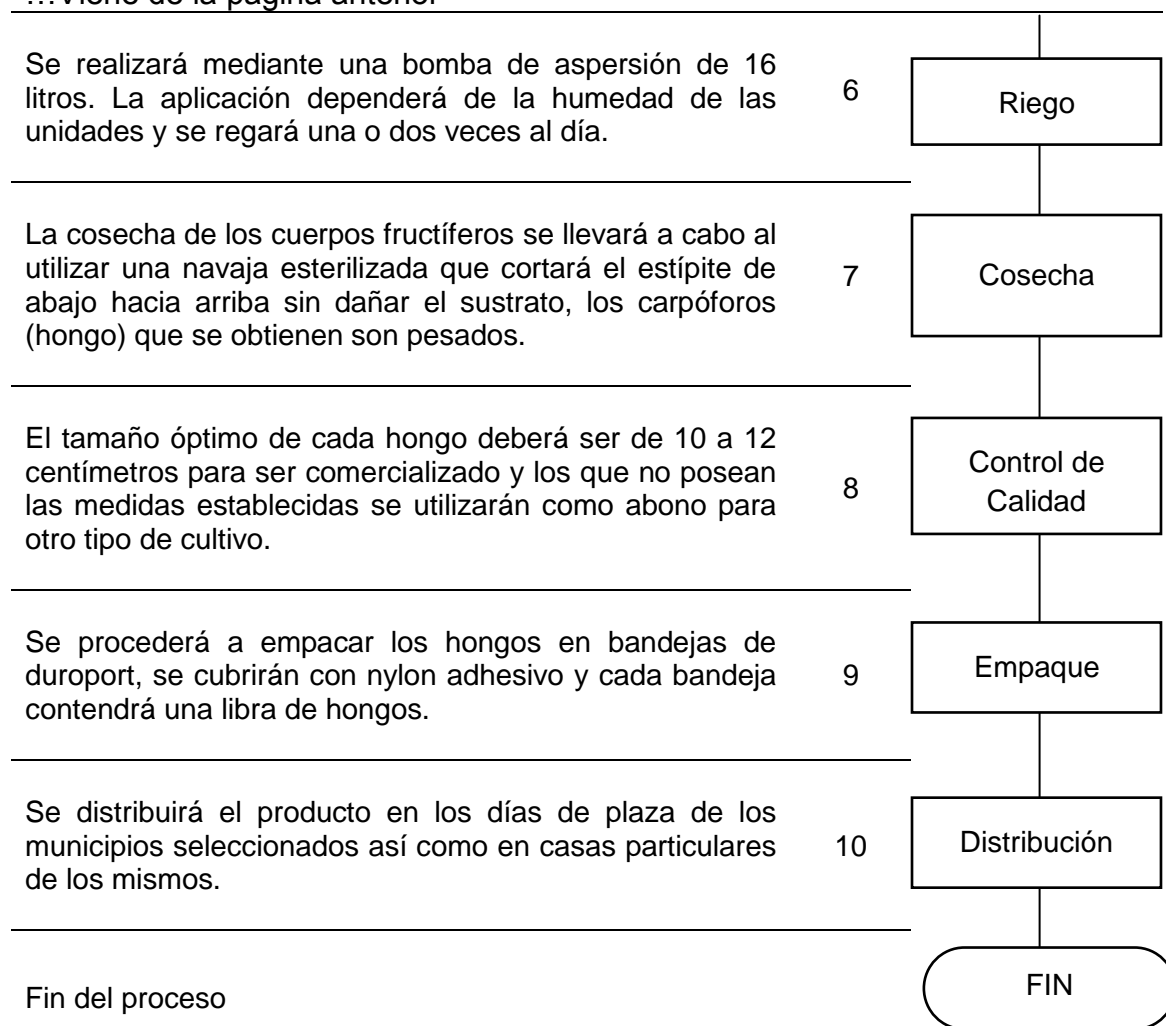 …Viene de la página anterior
Se realizará mediante una bomba de aspersión de 16
litros. La aplicación dependerá de la humedad de las
unidades y se regará una o dos veces al día.
6
Riego
La cosecha de los cuerpos fructíferos se llevará a cabo al
utilizar una navaja esterilizada que cortará el estípite de
abajo hacia arriba sin dañar el sustrato, los carpóforos
(hongo) que se obtienen son pesados.
7
Cosecha
El tamaño óptimo de cada hongo deberá ser de 10 a 12
centímetros para ser comercializado y los que no posean
las medidas establecidas se utilizarán como abono para
otro tipo de cultivo.
8
Control de
Calidad
Se procederá a empacar los hongos en bandejas de
duroport, se cubrirán con nylon adhesivo y cada bandeja
contendrá una libra de hongos.
9
Empaque
Se distribuirá el producto en los días de plaza de los
municipios seleccionados así como en casas particulares
de los mismos.
10
Distribución
Fin del proceso
FIN